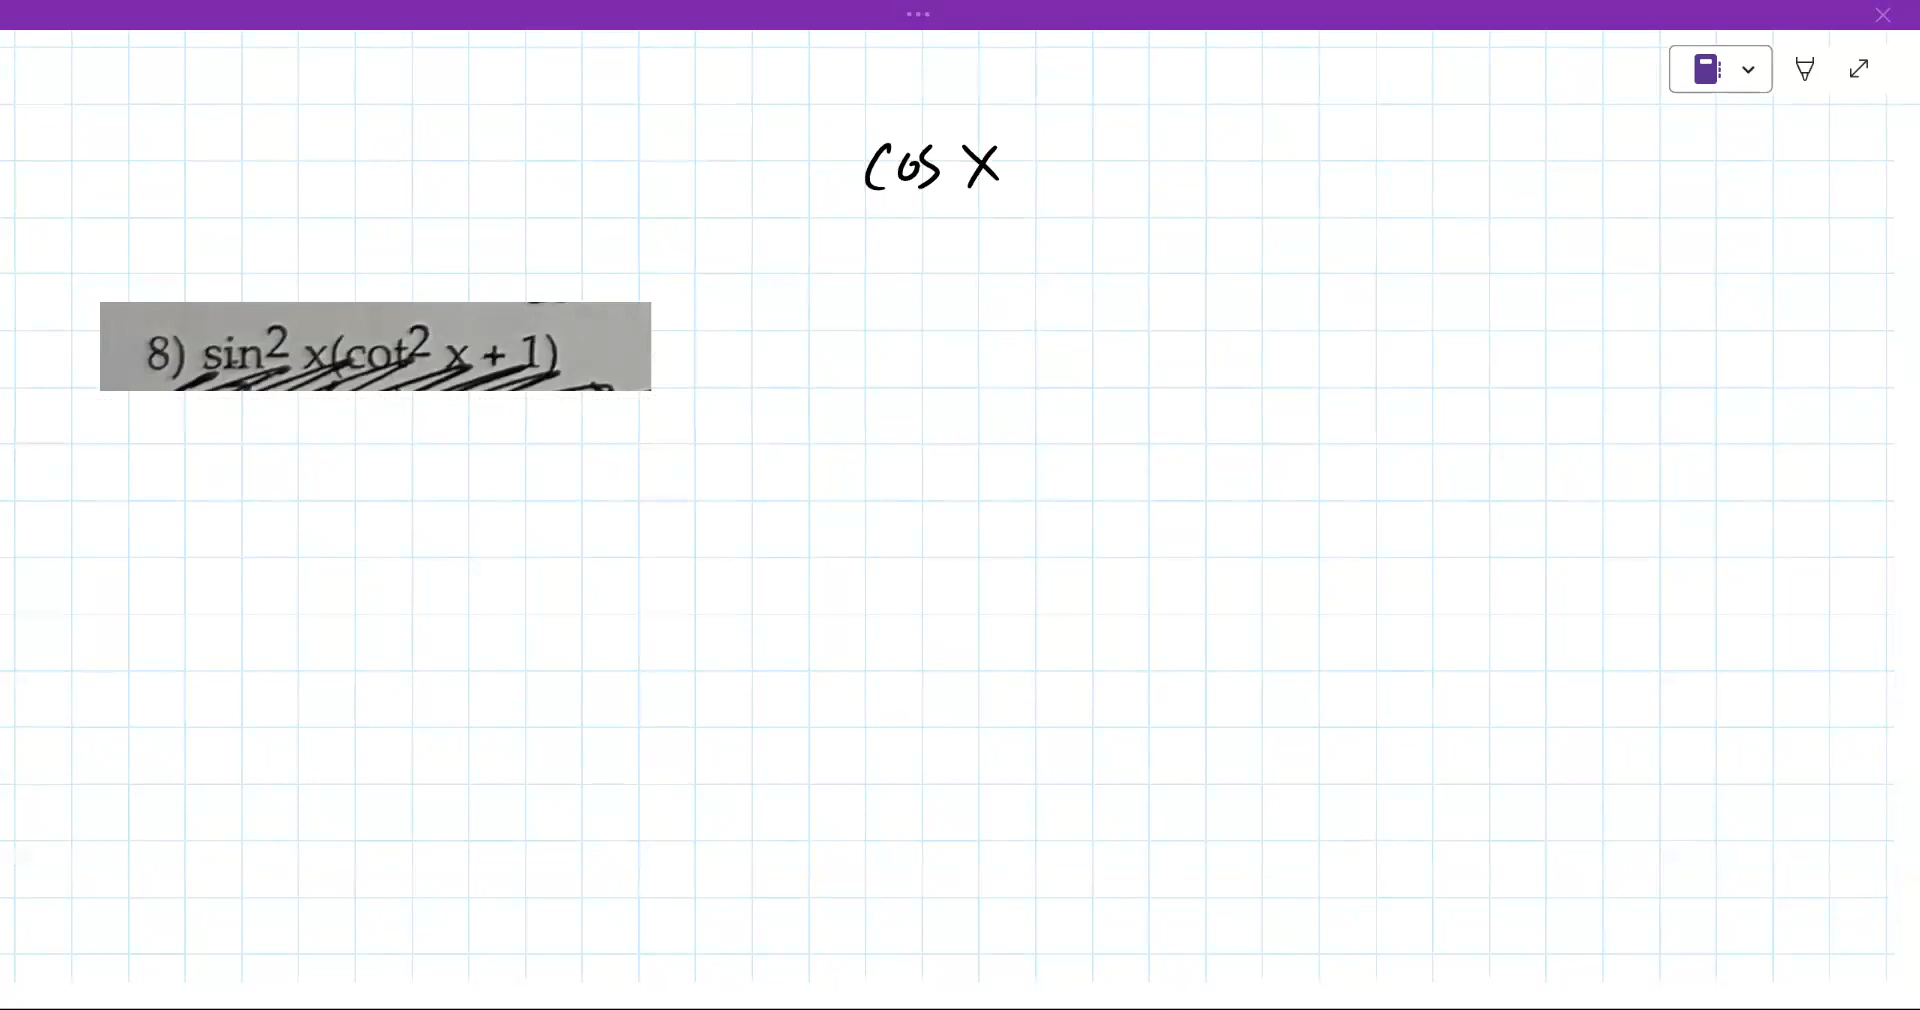 cos x
8) sin² x(cot² x + 1)